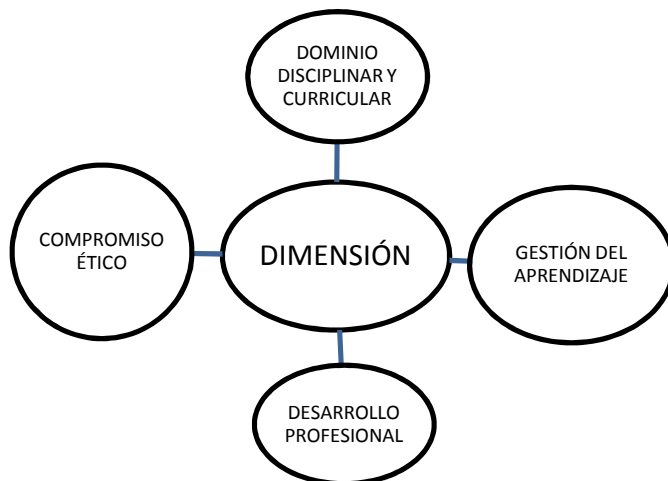 DOMINIO
DISCIPLINAR Y
CURRICULAR
COMPROMISO
ÉTICO
DIMENSIÓN
GESTIÓN DEL
APRENDIZAJE
DESARROLLO
PROFESIONAL